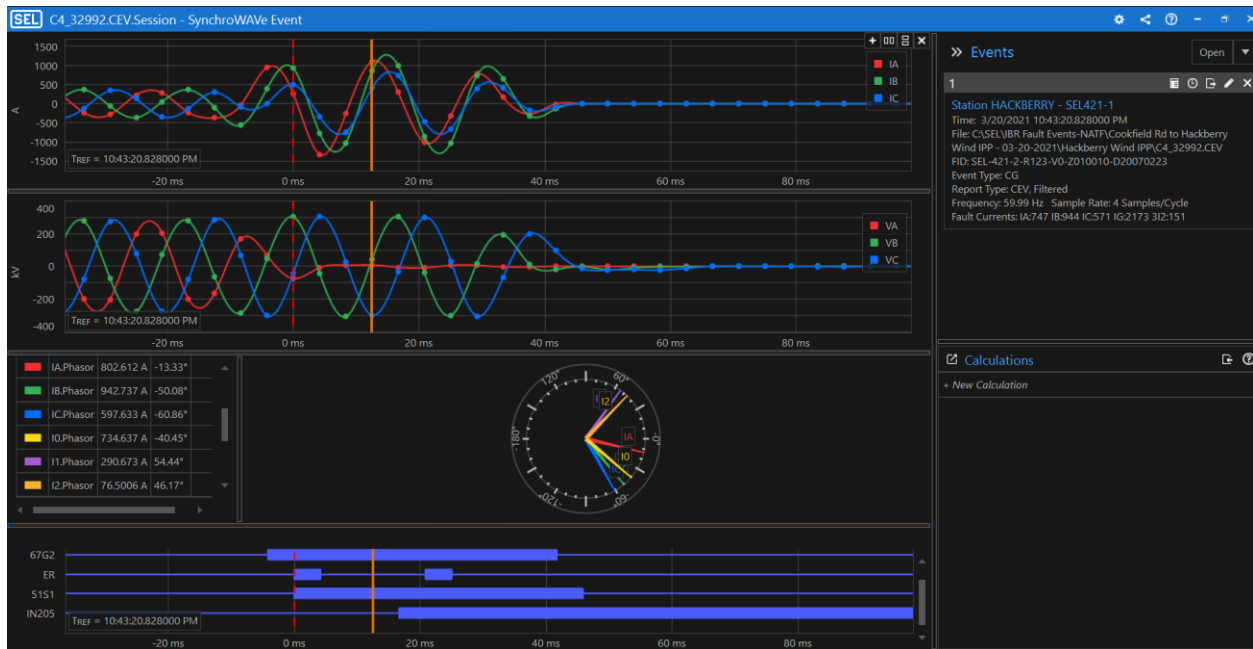 SEL C4_32992.CEV.Session - SynchroWAVe Event
1500
1000
500
0
-500
-1000
-1500
A
IA
IB
IC
TREF = 10:43:20.828000 PM
-20 ms 0 ms 20 ms 40 ms 60 ms 80 ms
400
200
0
-200
-400
kV
VA
VB
VC
TREF = 10:43:20.828000 PM
-20 ms 0 ms 20 ms 40 ms 60 ms 80 ms
IA.Phasor 802.612 A -13.33°
IB.Phasor 942.737 A -50.08°
IC.Phasor 597.633 A -60.86°
I0.Phasor 734.637 A -40.45°
I1.Phasor 290.673 A 54.44°
I2.Phasor 76.5006 A 46.17°
120°
60°
-180°
-0°
-120°
-60°
I2
IA
I0
67G2
ER
51S1
IN205
TREF = 10:43:20.828000 PM
-20 ms 0 ms 20 ms 40 ms 60 ms 80 ms
Events
Open
1
Station HACKBERRY - SEL421-1
Time: 3/20/2021 10:43:20.828000 PM
File: C:\SEL\IBR Fault Events-NATF\Cookfield Rd to Hackberry
Wind IPP - 03-20-2021\Hackberry Wind IPP\C4_32992.CEV
FID: SEL-421-2-R123-V0-Z010010-D20070223
Event Type: CG
Report Type: CEV, Filtered
Frequency: 59.99 Hz Sample Rate: 4 Samples/Cycle
Fault Currents: IA:747 IB:944 IC:571 IG:2173 3I2:151
Calculations
+ New Calculation